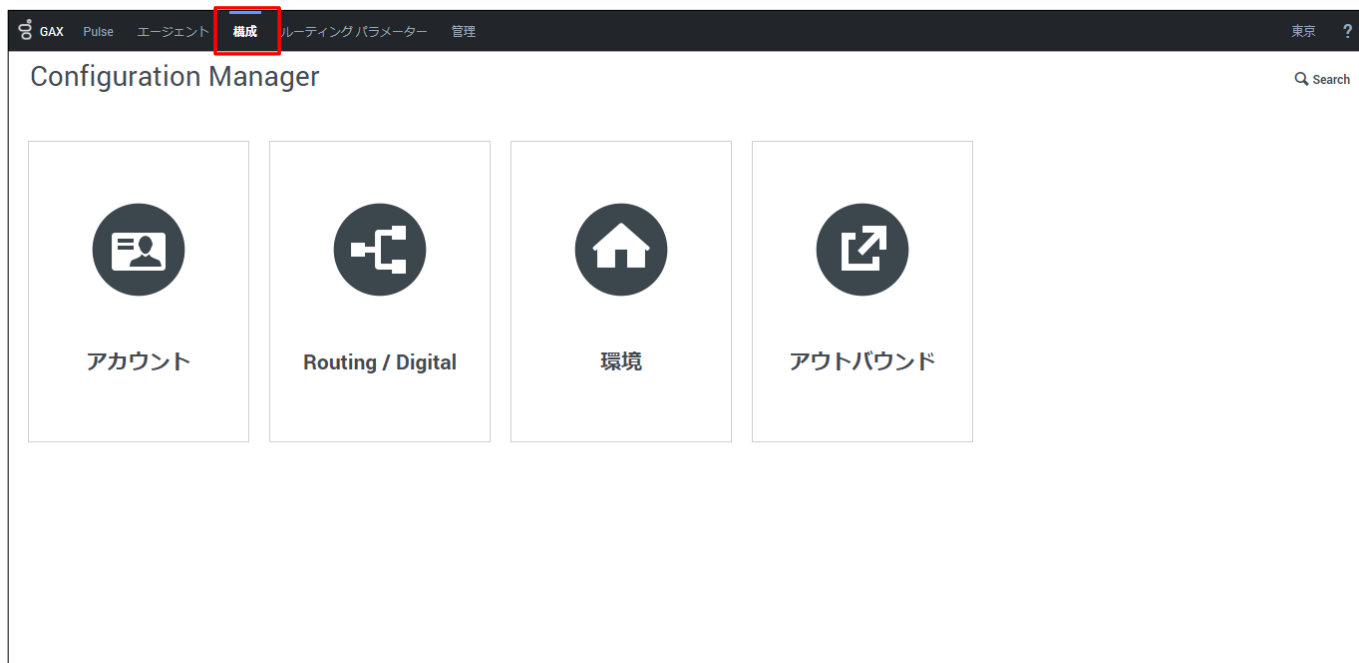 GAX Pulse エージェント 構成 ルーティング パラメーター 管理 東京 ?
Configuration Manager
Search
アカウント
Routing / Digital
環境
アウトバウンド